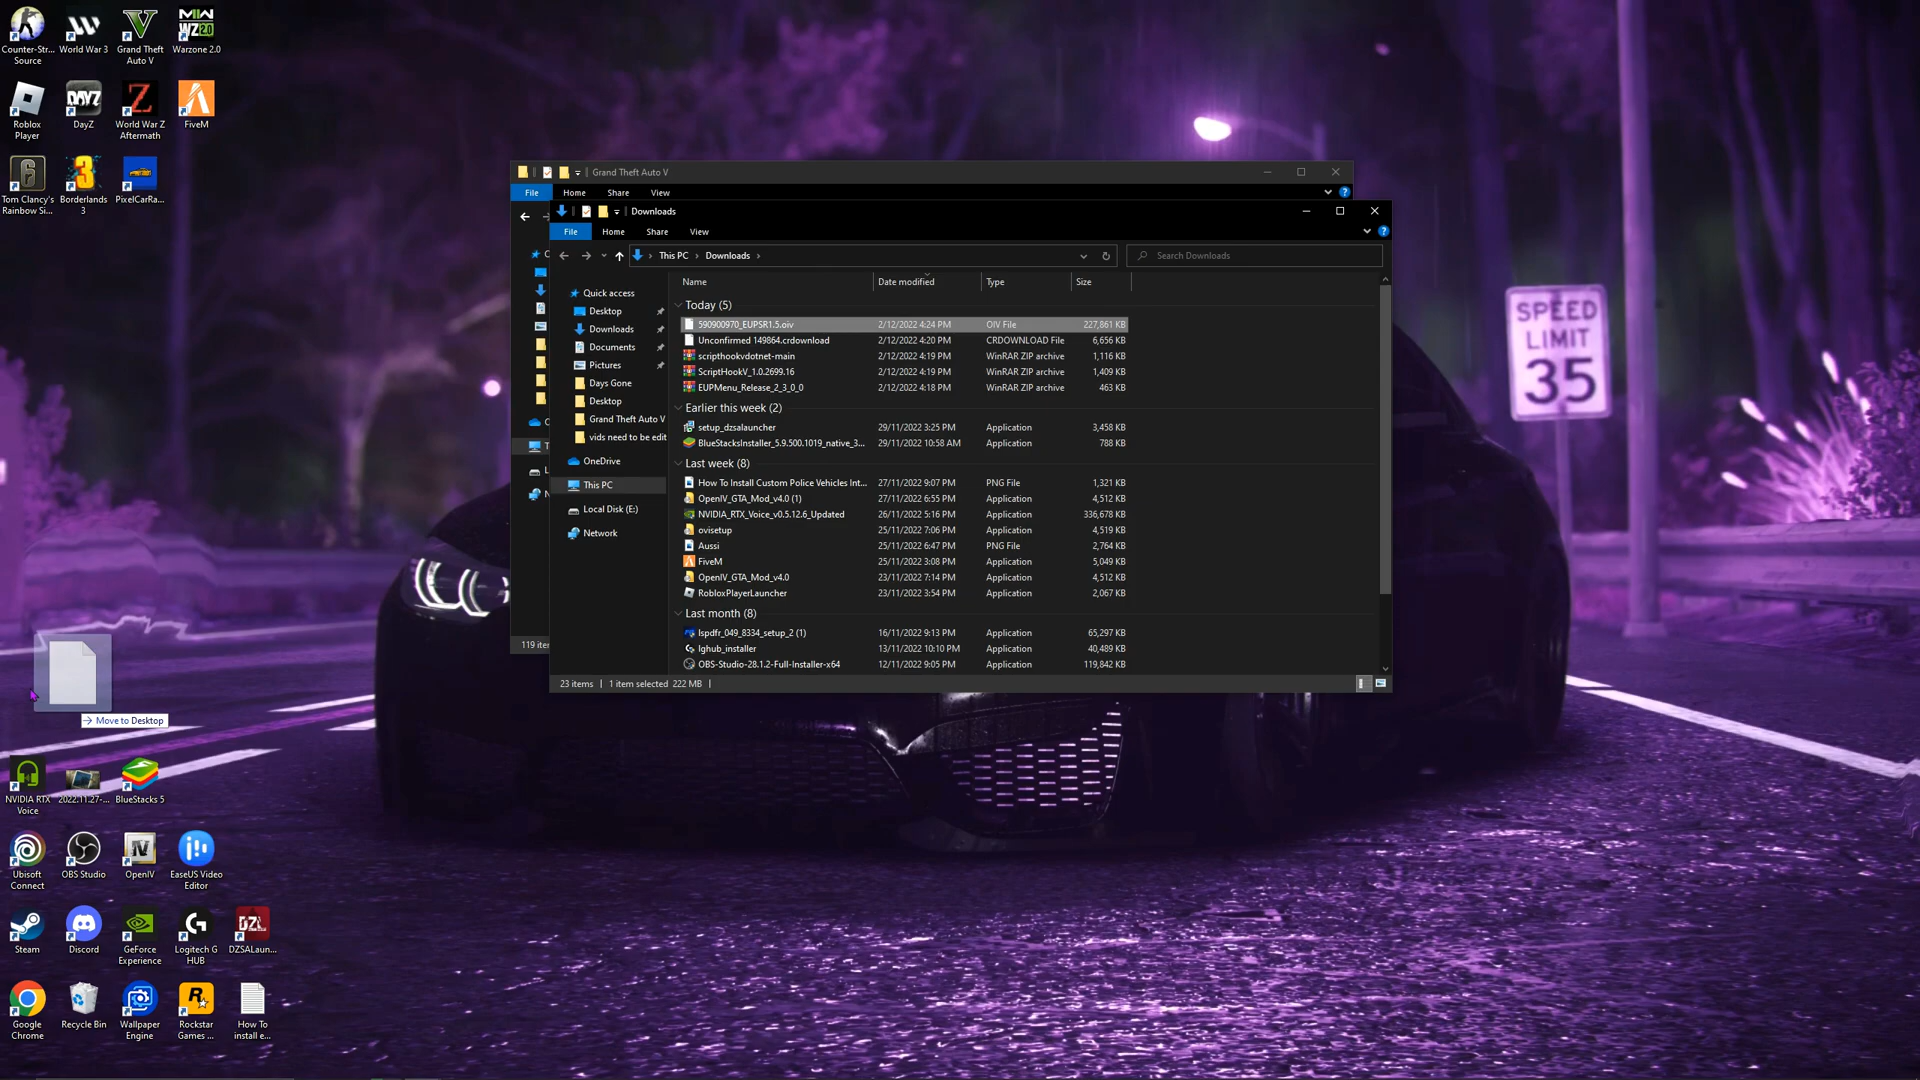 Counter-Str...
Source
World War 3
Grand Theft
Auto V
Warzone 2.0
Roblox
Player
DayZ
World War Z
Aftermath
FiveM
Tom Clancy's
Rainbow Si...
Borderlands
3
PixelCarRa...
Grand Theft Auto V
File
Home
Share
View
Downloads
File
Home
Share
View
This PC
Downloads
Search Downloads
Name
Date modified
Type
Size
Quick access
Desktop
Downloads
Documents
Pictures
Days Gone
Desktop
Grand Theft Auto V
vids need to be edit
OneDrive
This PC
Local Disk (E:)
Network
Today (5)
590900970_EUPSR1.5.oiv 2/12/2022 4:24 PM OIV File 227,861 KB
Unconfirmed 149864.crdownload 2/12/2022 4:20 PM CRDOWNLOAD File 6,656 KB
scripthookvdotnet-main 2/12/2022 4:19 PM WinRAR ZIP archive 1,116 KB
ScriptHookV_1.0.2699.16 2/12/2022 4:19 PM WinRAR ZIP archive 1,409 KB
EUPMenu_Release_2_3_0_0 2/12/2022 4:18 PM WinRAR ZIP archive 463 KB
Earlier this week (2)
setup_dzsalauncher 29/11/2022 3:25 PM Application 3,458 KB
BlueStacksInstaller_5.9.500.1019_native_3... 29/11/2022 10:58 AM Application 788 KB
Last week (8)
How To Install Custom Police Vehicles Int... 27/11/2022 9:07 PM PNG File 1,321 KB
OpenIV_GTA_Mod_v4.0 (1) 27/11/2022 6:55 PM Application 4,512 KB
NVIDIA_RTX_Voice_v0.5.12.6_Updated 26/11/2022 5:16 PM Application 336,678 KB
ovisetup 25/11/2022 7:06 PM Application 4,519 KB
Aussi 25/11/2022 6:47 PM PNG File 2,764 KB
FiveM 25/11/2022 3:08 PM Application 5,049 KB
OpenIV_GTA_Mod_v4.0 23/11/2022 7:14 PM Application 4,512 KB
RobloxPlayerLauncher 23/11/2022 3:54 PM Application 2,067 KB
Last month (8)
lspdfr_049_8334_setup_2 (1) 16/11/2022 9:13 PM Application 65,297 KB
lghub_installer 13/11/2022 10:10 PM Application 40,489 KB
OBS-Studio-28.1.2-Full-Installer-x64 12/11/2022 9:05 PM Application 119,842 KB
119 iter
23 items
1 item selected 222 MB
SPEED
LIMIT
35
Move to Desktop
NVIDIA RTX
Voice
2022.11.27-...
BlueStacks 5
Ubisoft
Connect
OBS Studio
OpenIV
EaseUS Video
Editor
Steam
Discord
GeForce
Experience
Logitech G
HUB
DZSALaun...
Google
Chrome
Recycle Bin
Wallpaper
Engine
Rockstar
Games ...
How To
install e...